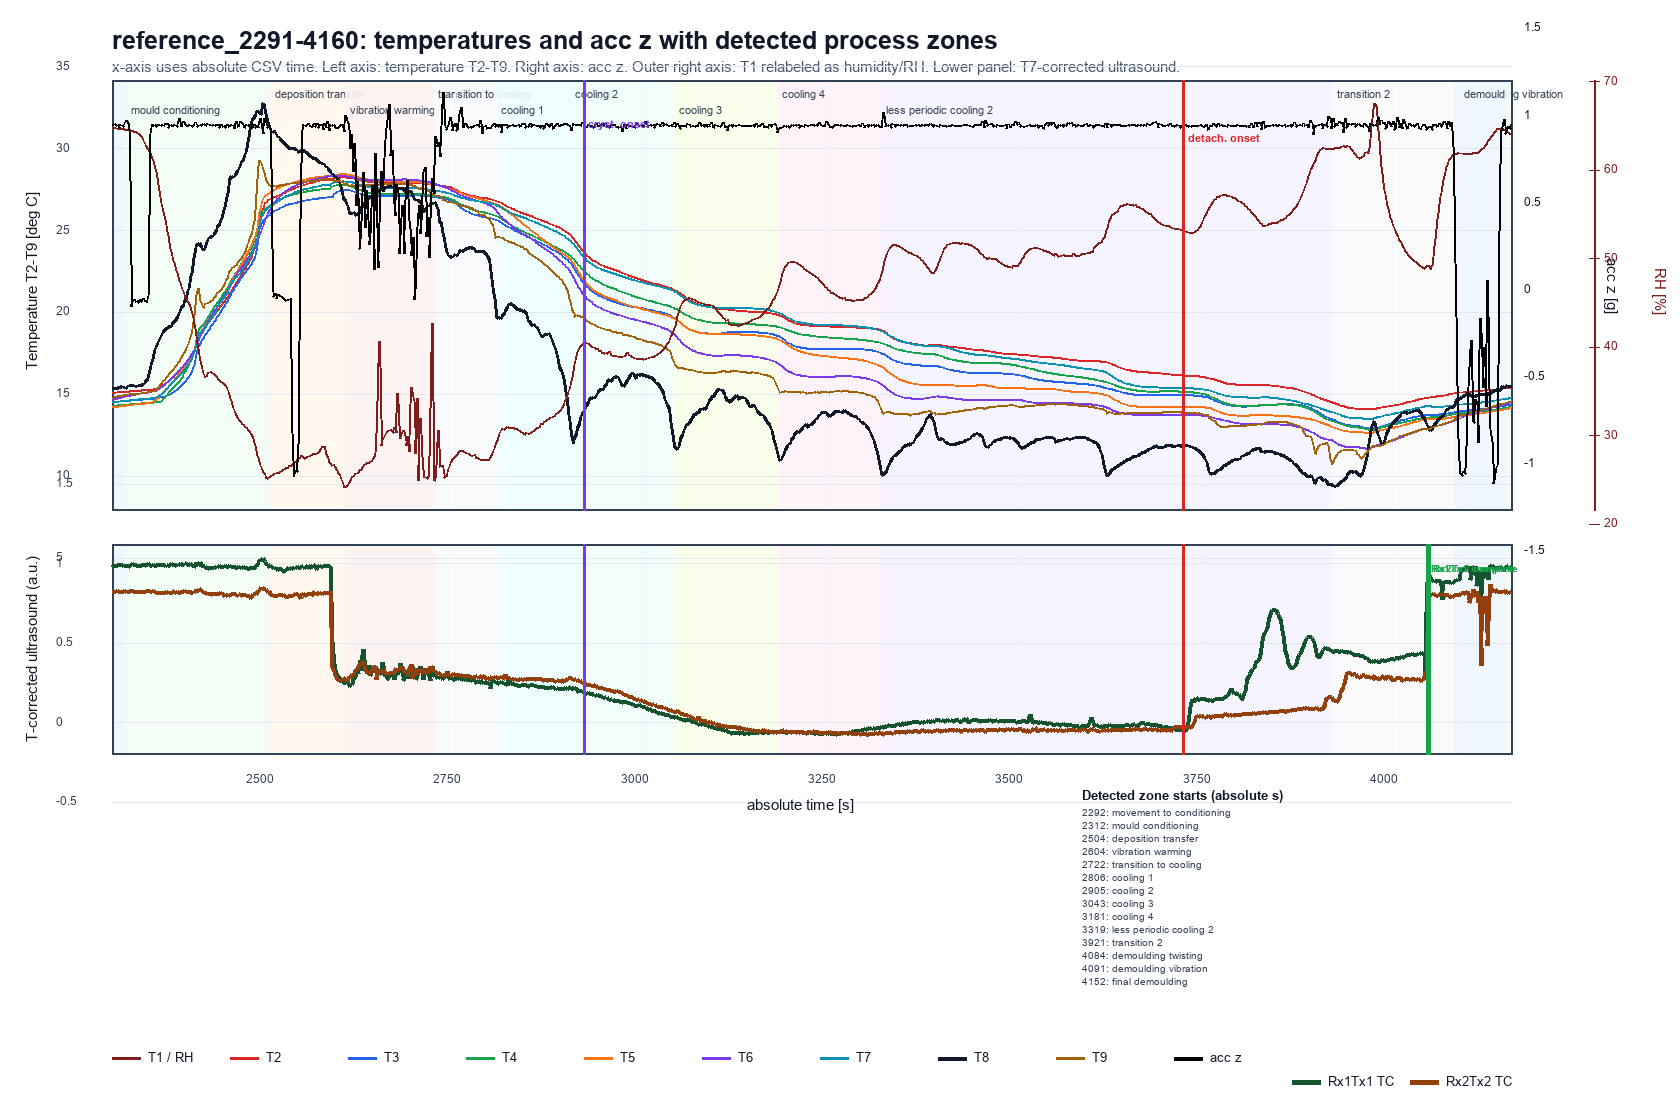 reference_2291-4160: temperatures and acc z with detected process zones
x-axis uses absolute CSV time. Left axis: temperature T2-T9. Right axis: acc z. Outer right axis: T1 relabeled as humidity/RH. Lower panel: T7-corrected ultrasound.
35
30
25
20
15
10
1.5
Temperature T2-T9 [deg C]
deposition transfer
transition to cooling
cooling 2
cooling 4
transition 2
demould
g vibration
mould conditioning
vibration warming
cooling 1
cooling 3
less periodic cooling 2
cryst. onset
detach. onset
1.5
1
0.5
0
-0.5
-1
-1.5
acc z [g]
70
60
50
40
30
20
RH [%]
5
1
0.5
0
-0.5
T-corrected ultrasound (a.u.)
2500
2750
3000
3250
3500
3750
4000
absolute time [s]
Detected zone starts (absolute s)
2292: movement to conditioning
2312: mould conditioning
2504: deposition transfer
2604: vibration warming
2722: transition to cooling
2806: cooling 1
2905: cooling 2
3043: cooling 3
3181: cooling 4
3319: less periodic cooling 2
3921: transition 2
4084: demoulding twisting
4091: demoulding vibration
4152: final demoulding
T1 / RH
T2
T3
T4
T5
T6
T7
T8
T9
acc z
Rx1Tx1 TC
Rx2Tx2 TC